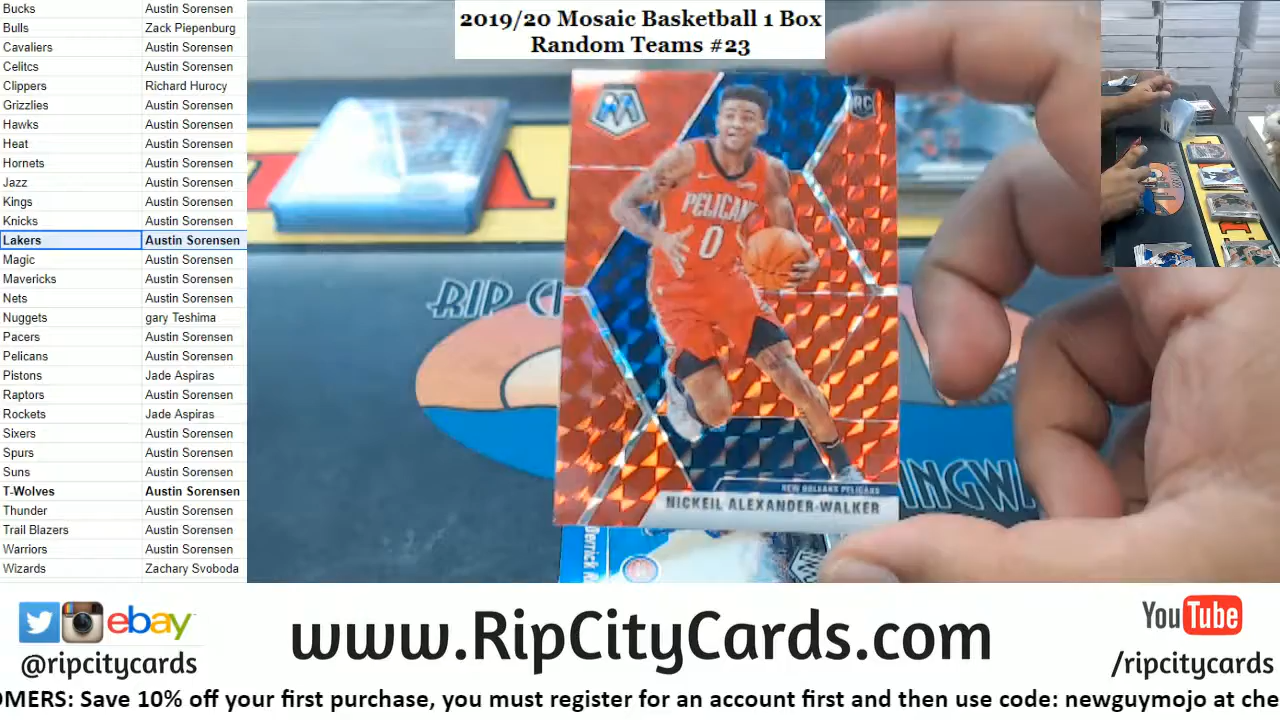 Bucks Austin Sorensen
Bulls Zack Piepenburg
Cavaliers Austin Sorensen
Celitcs Austin Sorensen
Clippers Richard Hurocy
Grizzlies Austin Sorensen
Hawks Austin Sorensen
Heat Austin Sorensen
Hornets Austin Sorensen
Jazz Austin Sorensen
Kings Austin Sorensen
Knicks Austin Sorensen
Lakers Austin Sorensen
Magic Austin Sorensen
Mavericks Austin Sorensen
Nets Austin Sorensen
Nuggets gary Teshima
Pacers Austin Sorensen
Pelicans Austin Sorensen
Pistons Jade Aspiras
Raptors Austin Sorensen
Rockets Jade Aspiras
Sixers Austin Sorensen
Spurs Austin Sorensen
Suns Austin Sorensen
T-Wolves Austin Sorensen
Thunder Austin Sorensen
Trail Blazers Austin Sorensen
Warriors Austin Sorensen
Wizards Zachary Svoboda
2019/20 Mosaic Basketball 1 Box
Random Teams #23
RC
PELICAN
0
NEW ORLEANS PELICANS
NICKEIL ALEXANDER-WALKER
RIP
INGW
Derrick
ebay
@ripcitycards
www.RipCityCards.com
YouTube
/ripcitycards
OMERS: Save 10% off your first purchase, you must register for an account first and then use code: newguymojo at che